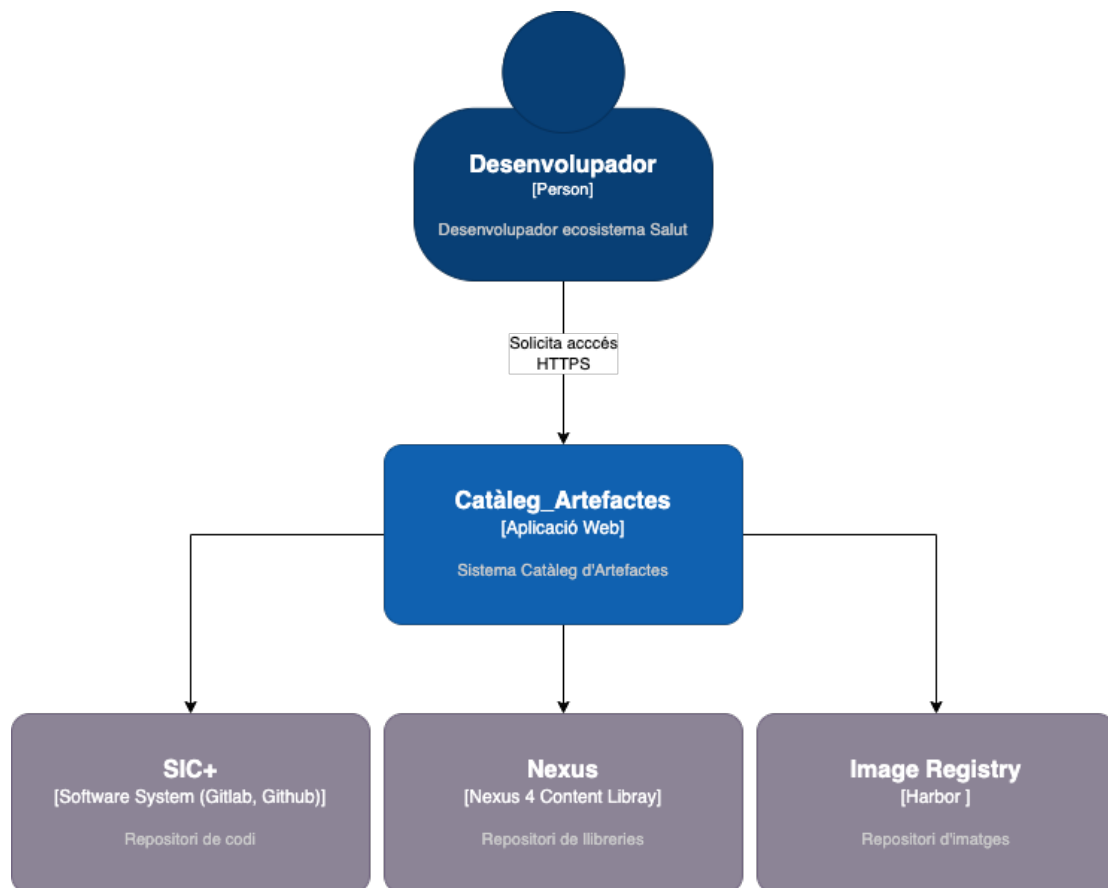 Desenvolupador
[Person]
Desenvolupador ecosistema Salut
Solicita acccés
HTTPS
Catàleg_Artefactes
[Aplicació Web]
Sistema Catàleg d'Artefactes
SIC+
[Software System (Gitlab, Github)]
Repositori de codi
Nexus
[Nexus 4 Content Libray]
Repositori de llibreries
Image Registry
[Harbor ]
Repositori d'imatges